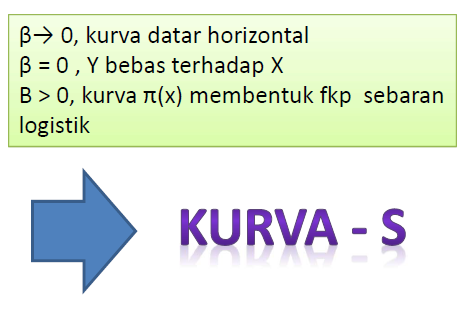 β→ 0, kurva datar horizontal
β = 0 , Y bebas terhadap X
Β > 0, kurva π(x) membentuk fkp sebaran
logistik
KURVA - S